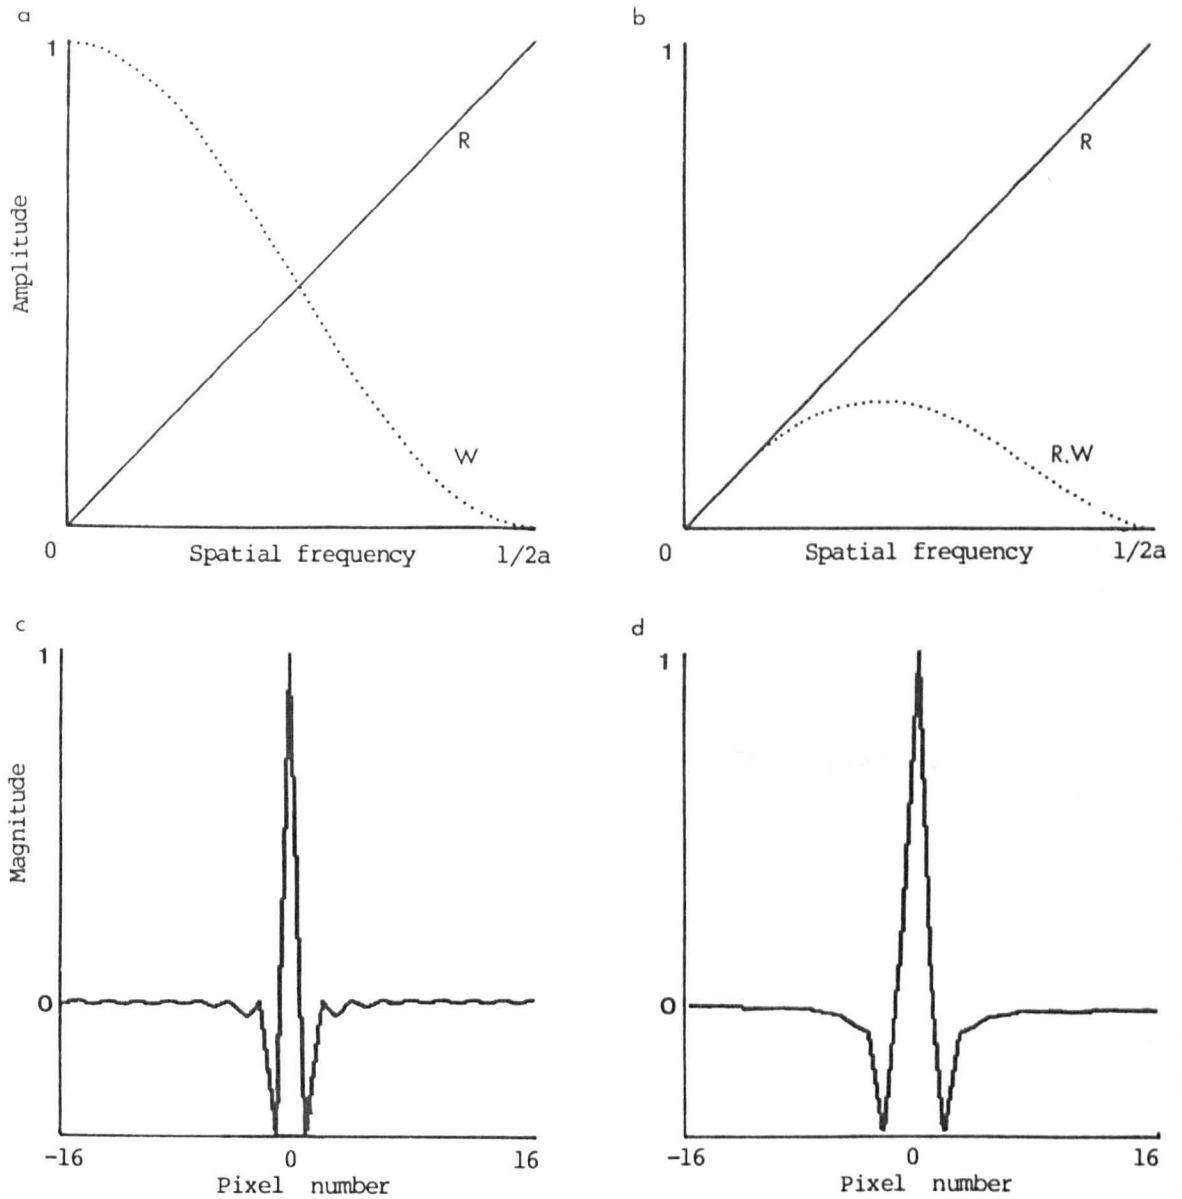 a
1
R
W
Amplitude
0
Spatial frequency
1/2a
b
1
R
R.W
0
Spatial frequency
1/2a
c
1
Magnitude
0
-16
0
16
Pixel number
d
1
0
-16
0
16
Pixel number